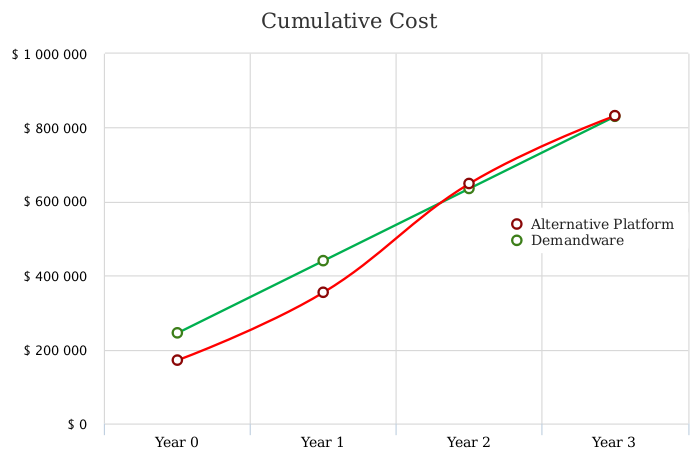 Cumulative Cost
$ 1 000 000
$ 800 000
$ 600 000
$ 400 000
$ 200 000
$ 0
Alternative Platform
Demandware
Year 0
Year 1
Year 2
Year 3